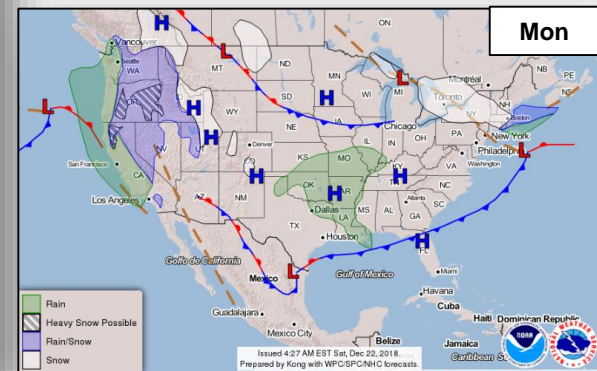 Mon
ON
NB
PE
NS
Vancouver
Seattle
WA
MT
ND
MN
WI
MI
Montréal
Toronto
NY
NH
Boston
OR
WY
SD
IA
Chicago
PA
New York
Philadelphia
Washington
NV
UT
Denver
CO
NE
IL
IN
OH
WV
VA
San Francisco
CA
KS
MO
KY
TN
NC
Los Angeles
AZ
NM
OK
AR
Atlanta
SC
Dallas
LA
MS
AL
GA
TX
Houston
FL
Golfo de California
Mexico
Gulf of Mexico
Miami
Havana
Cuba
Guadalajara
Mexico City
Belize
Haiti
Dominican Republic
Jamaica
Caribbean
H
H
H
H
H
H
H
H
L
L
L
L
L
Rain
Heavy Snow Possible
Rain/Snow
Snow
Issued 4:27 AM EST Sat, Dec 22, 2018
Prepared by Kong with WPC/SPC/NHC forecasts.
NOAA
NATIONAL WEATHER SERVICE